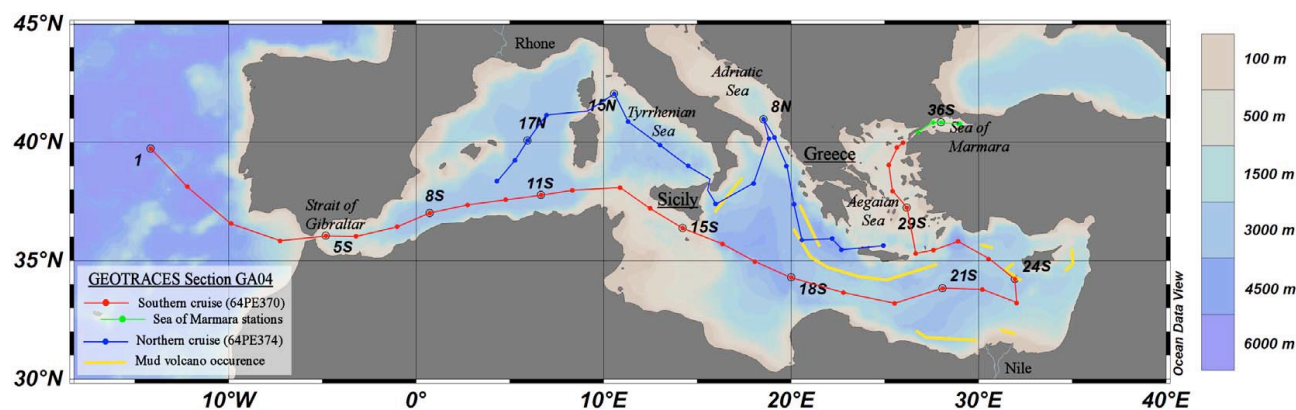 45°N
40°N
35°N
30°N
Rhone
Adriatic
Sea
8N
15N
Tyrrhenian
Sea
17N
36S
Sea of
Marmara
1
Greece
8S
11S
Sicily
Strait of
Gibraltar
5S
15S
Aegaian
Sea
29S
18S
21S
24S
Nile
GEOTRACES Section GA04
Southern cruise (64PE370)
Sea of Marmara stations
Northern cruise (64PE374)
Mud volcano occurence
10°W
0°
10°E
20°E
30°E
40°E
Ocean Data View
100 m
500 m
1500 m
3000 m
4500 m
6000 m